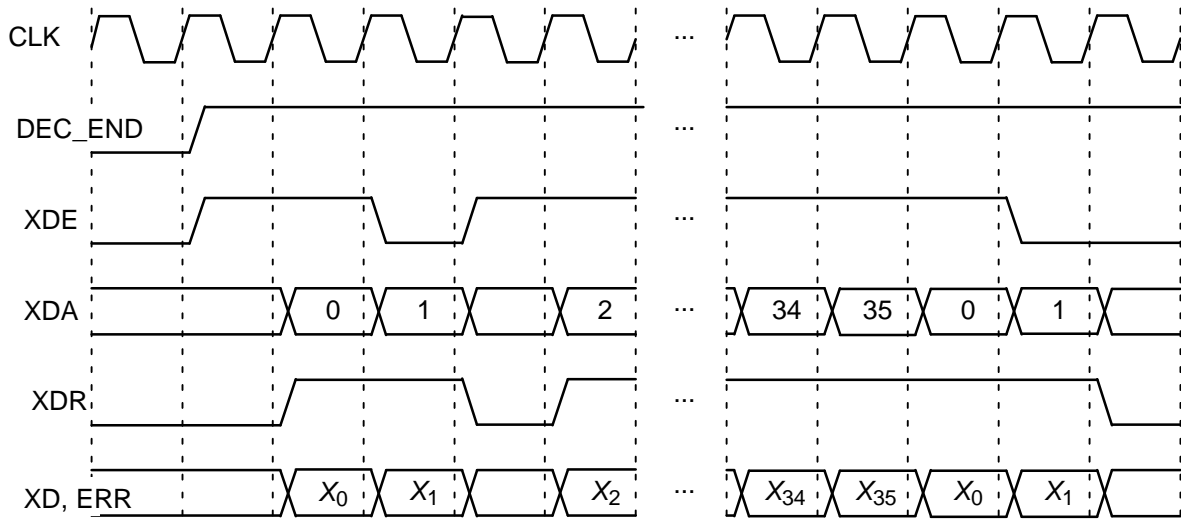 CLK ...
DEC_END ...
XDE ...
XDA 0 1 2 ... 34 35 0 1
XDR ...
XD, ERR X0 X1 X2 ... X34 X35 X0 X1